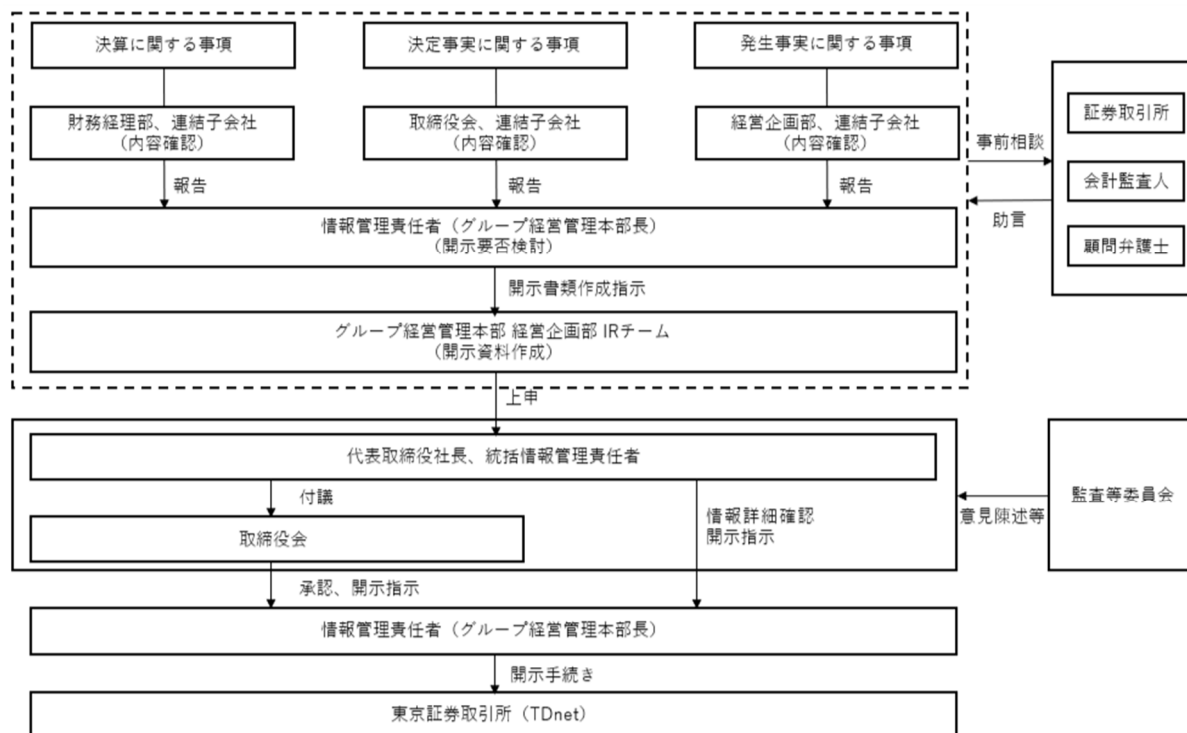 決算に関する事項
決定事実に関する事項
発生事実に関する事項
財務経理部、連結子会社
(内容確認)
取締役会、連結子会社
(内容確認)
経営企画部、連結子会社
(内容確認)
報告
報告
報告
情報管理責任者（グループ経営管理本部長）
(開示要否検討)
開示書類作成指示
グループ経営管理本部 経営企画部 IRチーム
(開示資料作成)
事前相談
助言
証券取引所
会計監査人
顧問弁護士
上申
代表取締役社長、統括情報管理責任者
付議
取締役会
情報詳細確認
開示指示
監査等委員会
意見陳述等
承認、開示指示
情報管理責任者（グループ経営管理本部長）
開示手続き
東京証券取引所（TDnet）